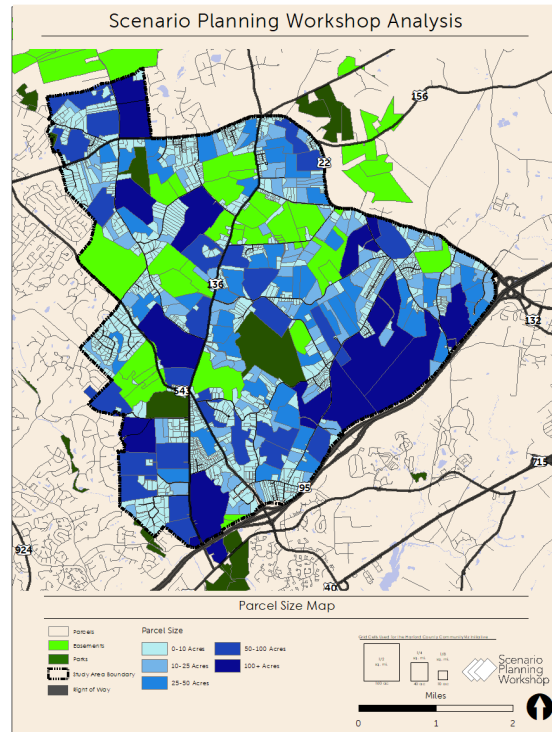 Scenario Planning Workshop Analysis
156
22
136
132
543
715
95
924
40
Parcel Size Map
Parcels
Easements
Parks
Study Area Boundary
Right of Way
Parcel Size
0-10 Acres
10-25 Acres
25-50 Acres
50-100 Acres
100+ Acres
Scenario
Planning
Workshop
Miles
0 1 2